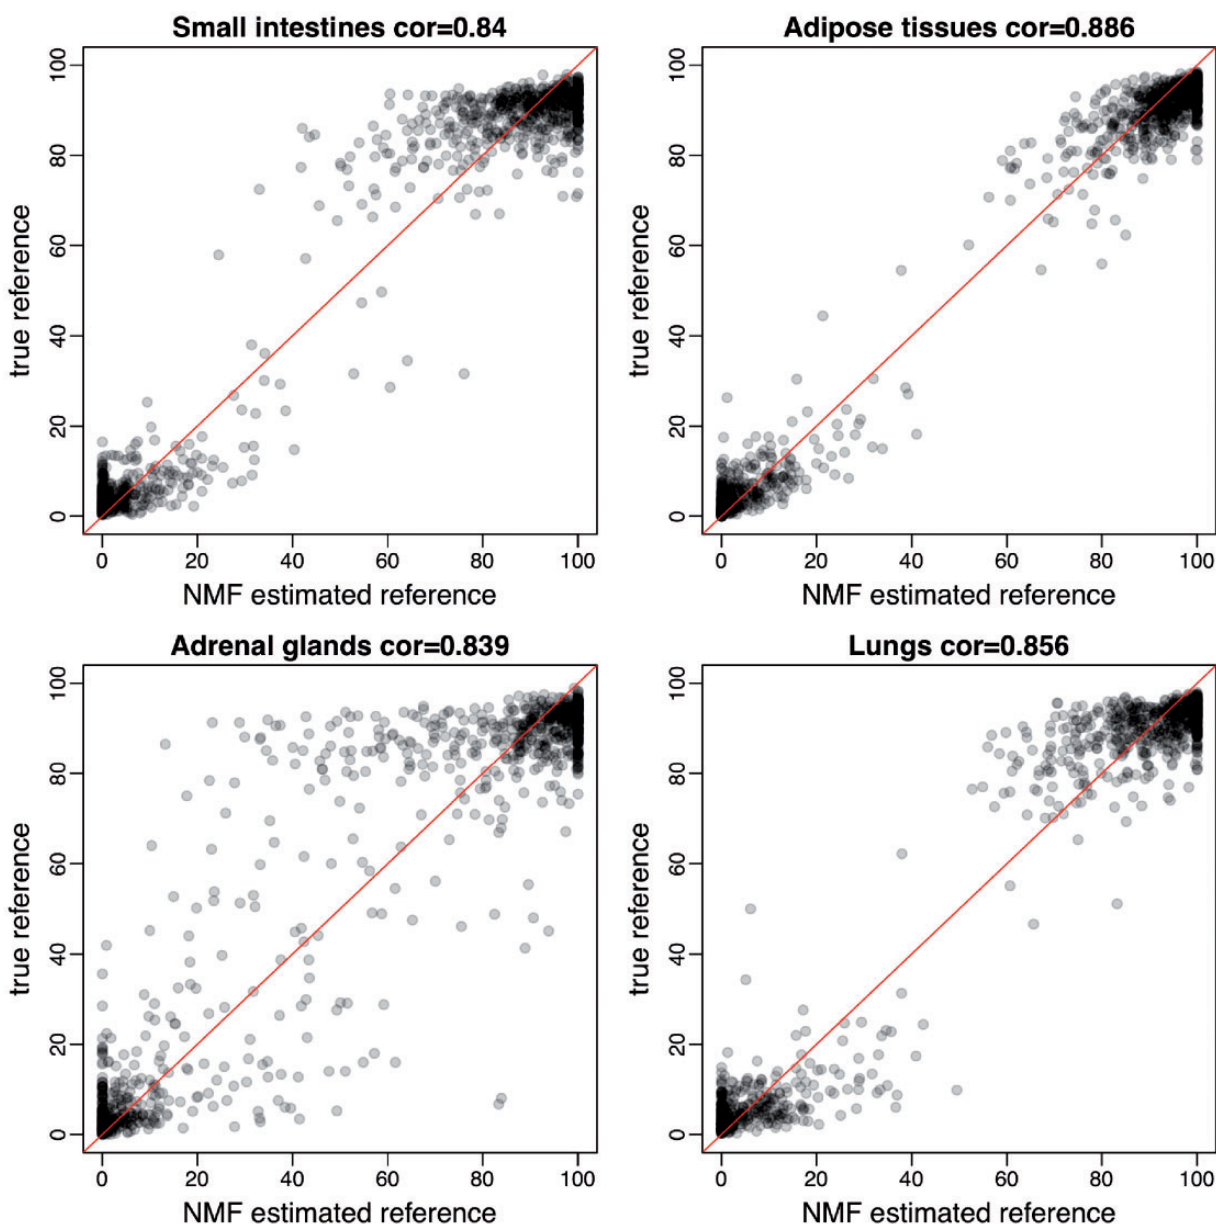 Small intestines cor=0.84
true reference
100
80
60
40
20
0
0 20 40 60 80 100
NMF estimated reference
Adipose tissues cor=0.886
true reference
100
80
60
40
20
0
0 20 40 60 80 100
NMF estimated reference
Adrenal glands cor=0.839
true reference
100
80
60
40
20
0
0 20 40 60 80 100
NMF estimated reference
Lungs cor=0.856
true reference
100
80
60
40
20
0
0 20 40 60 80 100
NMF estimated reference